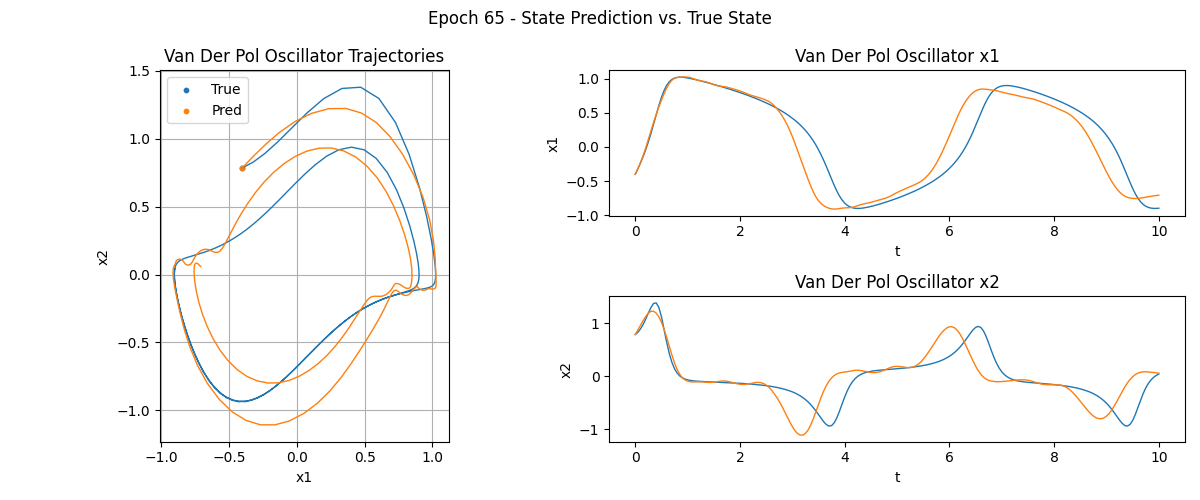 Epoch 65 - State Prediction vs. True State
Van Der Pol Oscillator Trajectories
True
Pred
1.5
1.0
0.5
0.0
−0.5
−1.0
x2
−1.0
−0.5
0.0
0.5
1.0
x1
Van Der Pol Oscillator x1
1.0
0.5
0.0
−0.5
−1.0
x1
0
2
4
6
8
10
t
Van Der Pol Oscillator x2
1
0
−1
x2
0
2
4
6
8
10
t